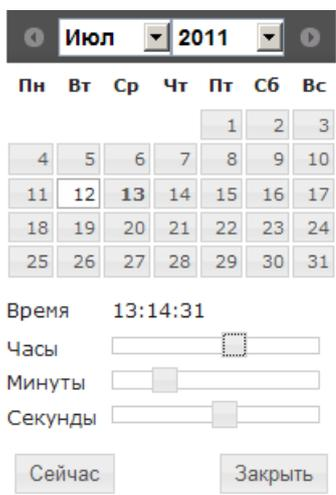 Июл 2011
Пн Вт Ср Чт Пт Сб Вс
1 2 3
4 5 6 7 8 9 10
11 12 13 14 15 16 17
18 19 20 21 22 23 24
25 26 27 28 29 30 31
Время 13:14:31
Часы
Минуты
Секунды
Сейчас Закрыть